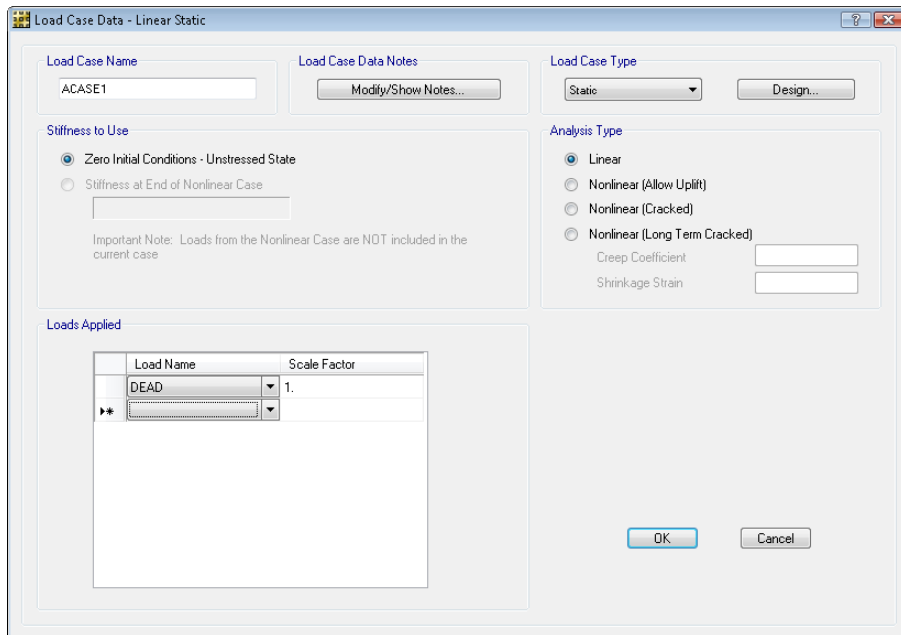 Load Case Data - Linear Static
Load Case Name
ACASE1
Load Case Data Notes
Modify/Show Notes...
Load Case Type
Static
Design...
Stiffness to Use
Zero Initial Conditions - Unstressed State
Stiffness at End of Nonlinear Case
Important Note: Loads from the Nonlinear Case are NOT included in the
current case
Analysis Type
Linear
Nonlinear (Allow Uplift)
Nonlinear (Cracked)
Nonlinear (Long Term Cracked)
Creep Coefficient
Shrinkage Strain
Loads Applied
Load Name Scale Factor
DEAD 1.
OK Cancel